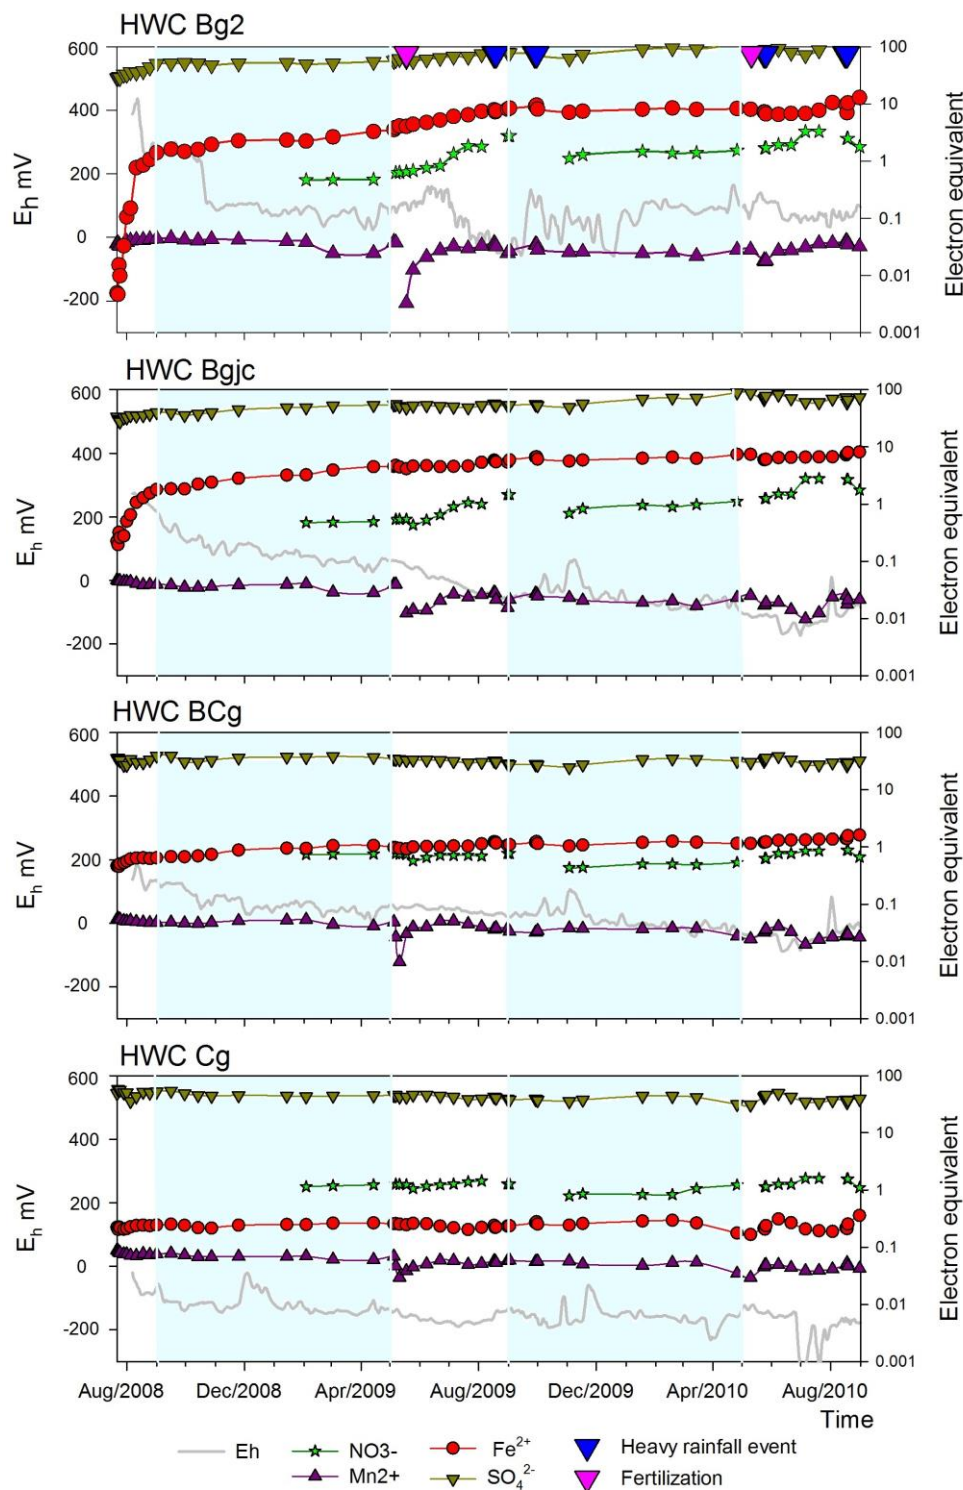 HWC Bg2
600
400
200
0
-200
E_h mV
100
10
1
0.1
0.01
0.001
Electron equivalent
HWC Bgjc
600
400
200
0
-200
E_h mV
100
10
1
0.1
0.01
0.001
Electron equivalent
HWC BCg
600
400
200
0
-200
E_h mV
100
10
1
0.1
0.01
0.001
Electron equivalent
HWC Cg
600
400
200
0
-200
E_h mV
100
10
1
0.1
0.01
0.001
Electron equivalent
Aug/2008 Dec/2008 Apr/2009 Aug/2009 Dec/2009 Apr/2010 Aug/2010
Time
Eh NO3- Fe²⁺ Heavy rainfall event
Mn2+ SO₄²⁻ Fertilization